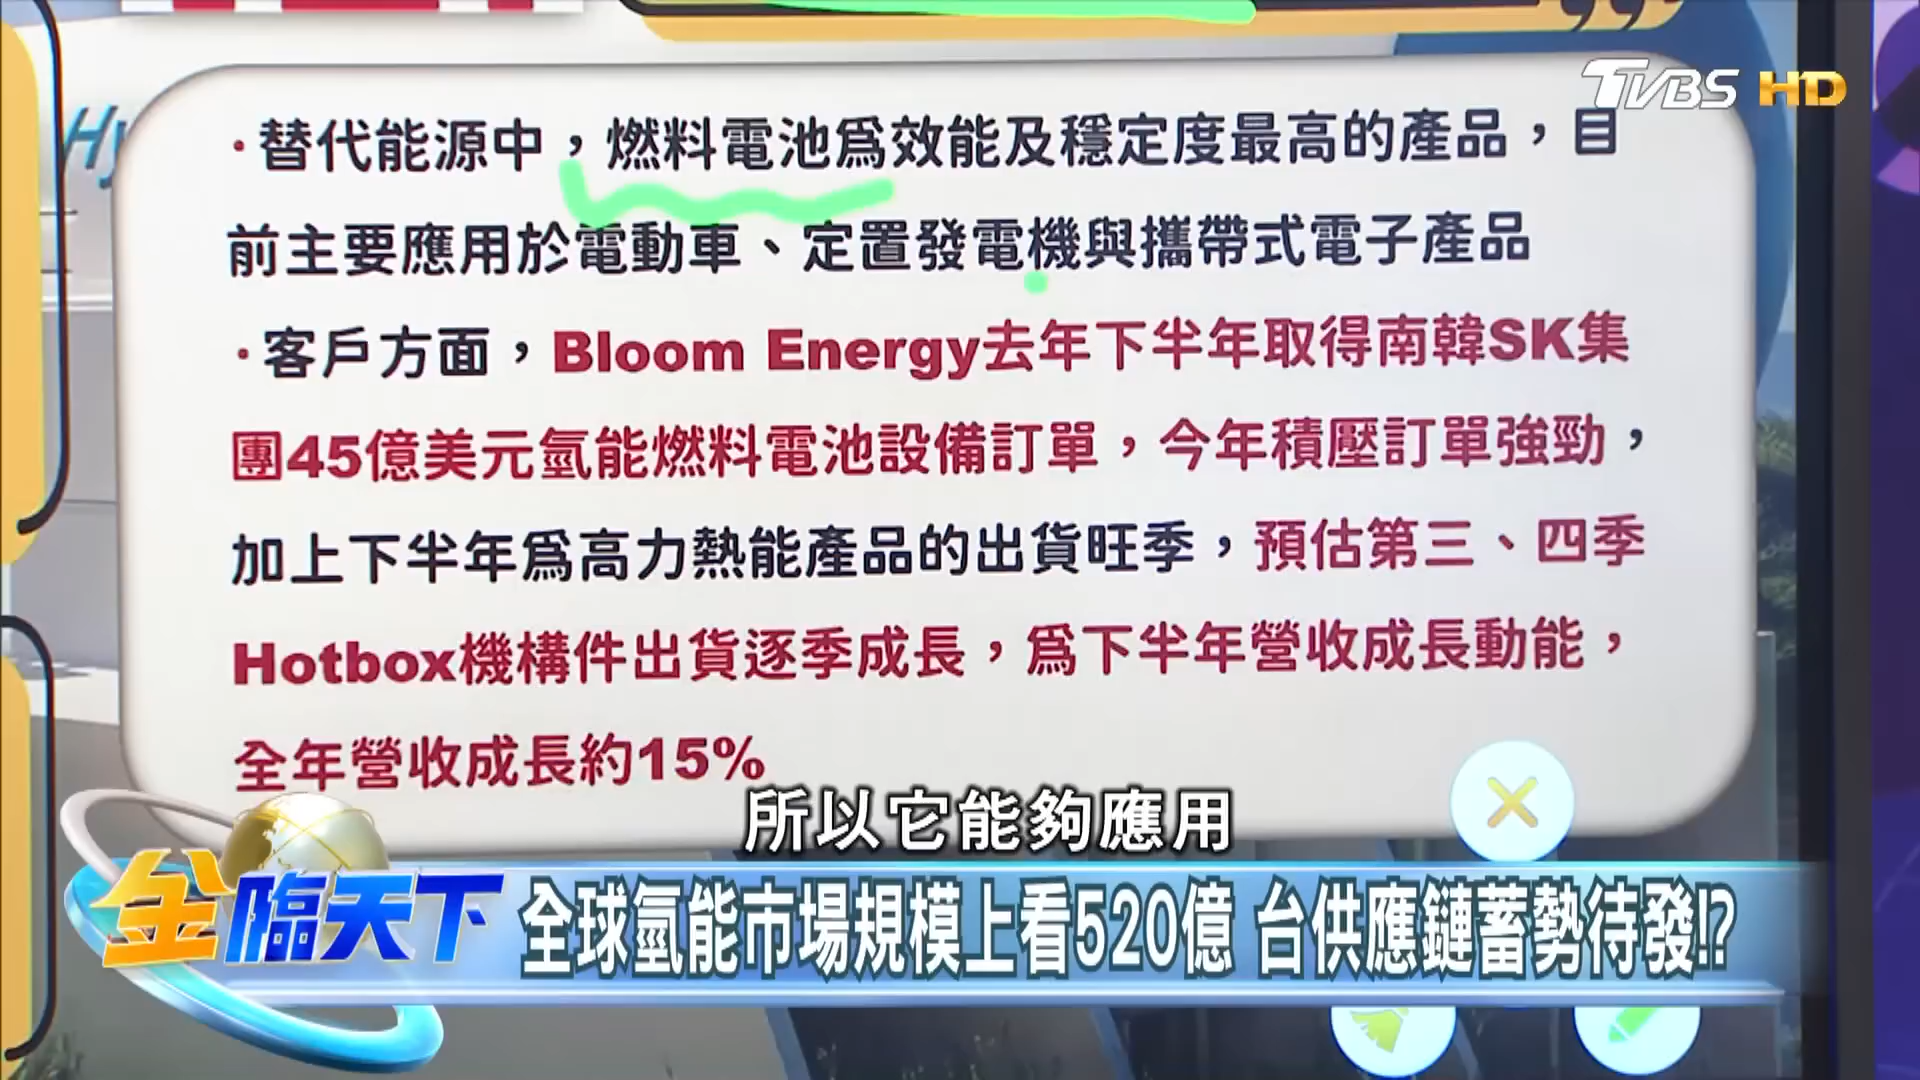 TVBS HD
Hy
·替代能源中，燃料電池爲效能及穩定度最高的產品，目
前主要應用於電動車、定置發電機與攜帶式電子產品
·客戶方面，Bloom Energy去年下半年取得南韓SK集
團45億美元氫能燃料電池設備訂單，今年積壓訂單強勁，
加上下半年爲高力熱能產品的出貨旺季，預估第三、四季
Hotbox機構件出貨逐季成長，爲下半年營收成長動能，
全年營收成長約15%
所以它能夠應用
金臨天下
全球氫能市場規模上看520億 台供應鏈蓄勢待發!?